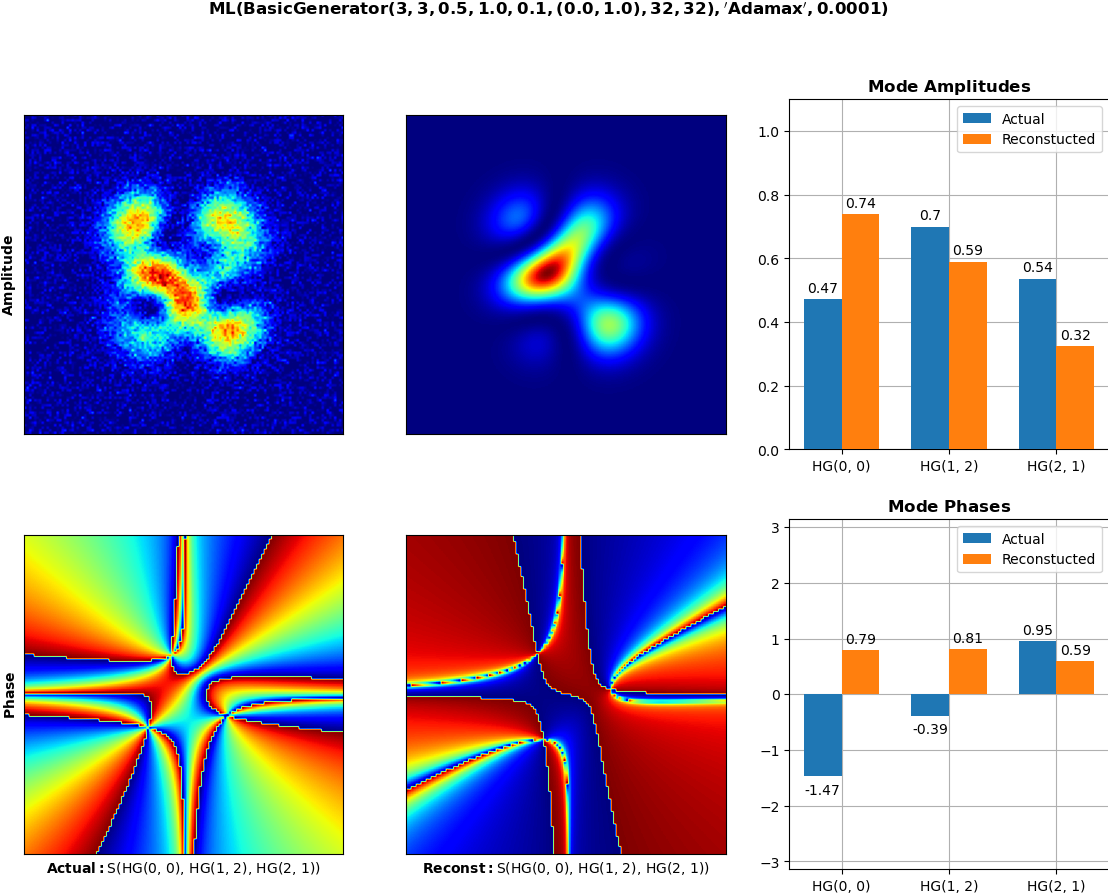 ML(BasicGenerator(3, 3, 0.5, 1.0, 0.1, (0.0, 1.0), 32, 32), 'Adamax', 0.0001)
Amplitude
Mode Amplitudes
Actual
Reconstucted
1.0
0.8
0.6
0.4
0.2
0.0
0.47
0.74
0.7
0.59
0.54
0.32
HG(0, 0)
HG(1, 2)
HG(2, 1)
Phase
Actual: S(HG(0, 0), HG(1, 2), HG(2, 1))
Reconst: S(HG(0, 0), HG(1, 2), HG(2, 1))
Mode Phases
Actual
Reconstucted
3
2
1
0
−1
−2
−3
-1.47
0.79
-0.39
0.81
0.95
0.59
HG(0, 0)
HG(1, 2)
HG(2, 1)